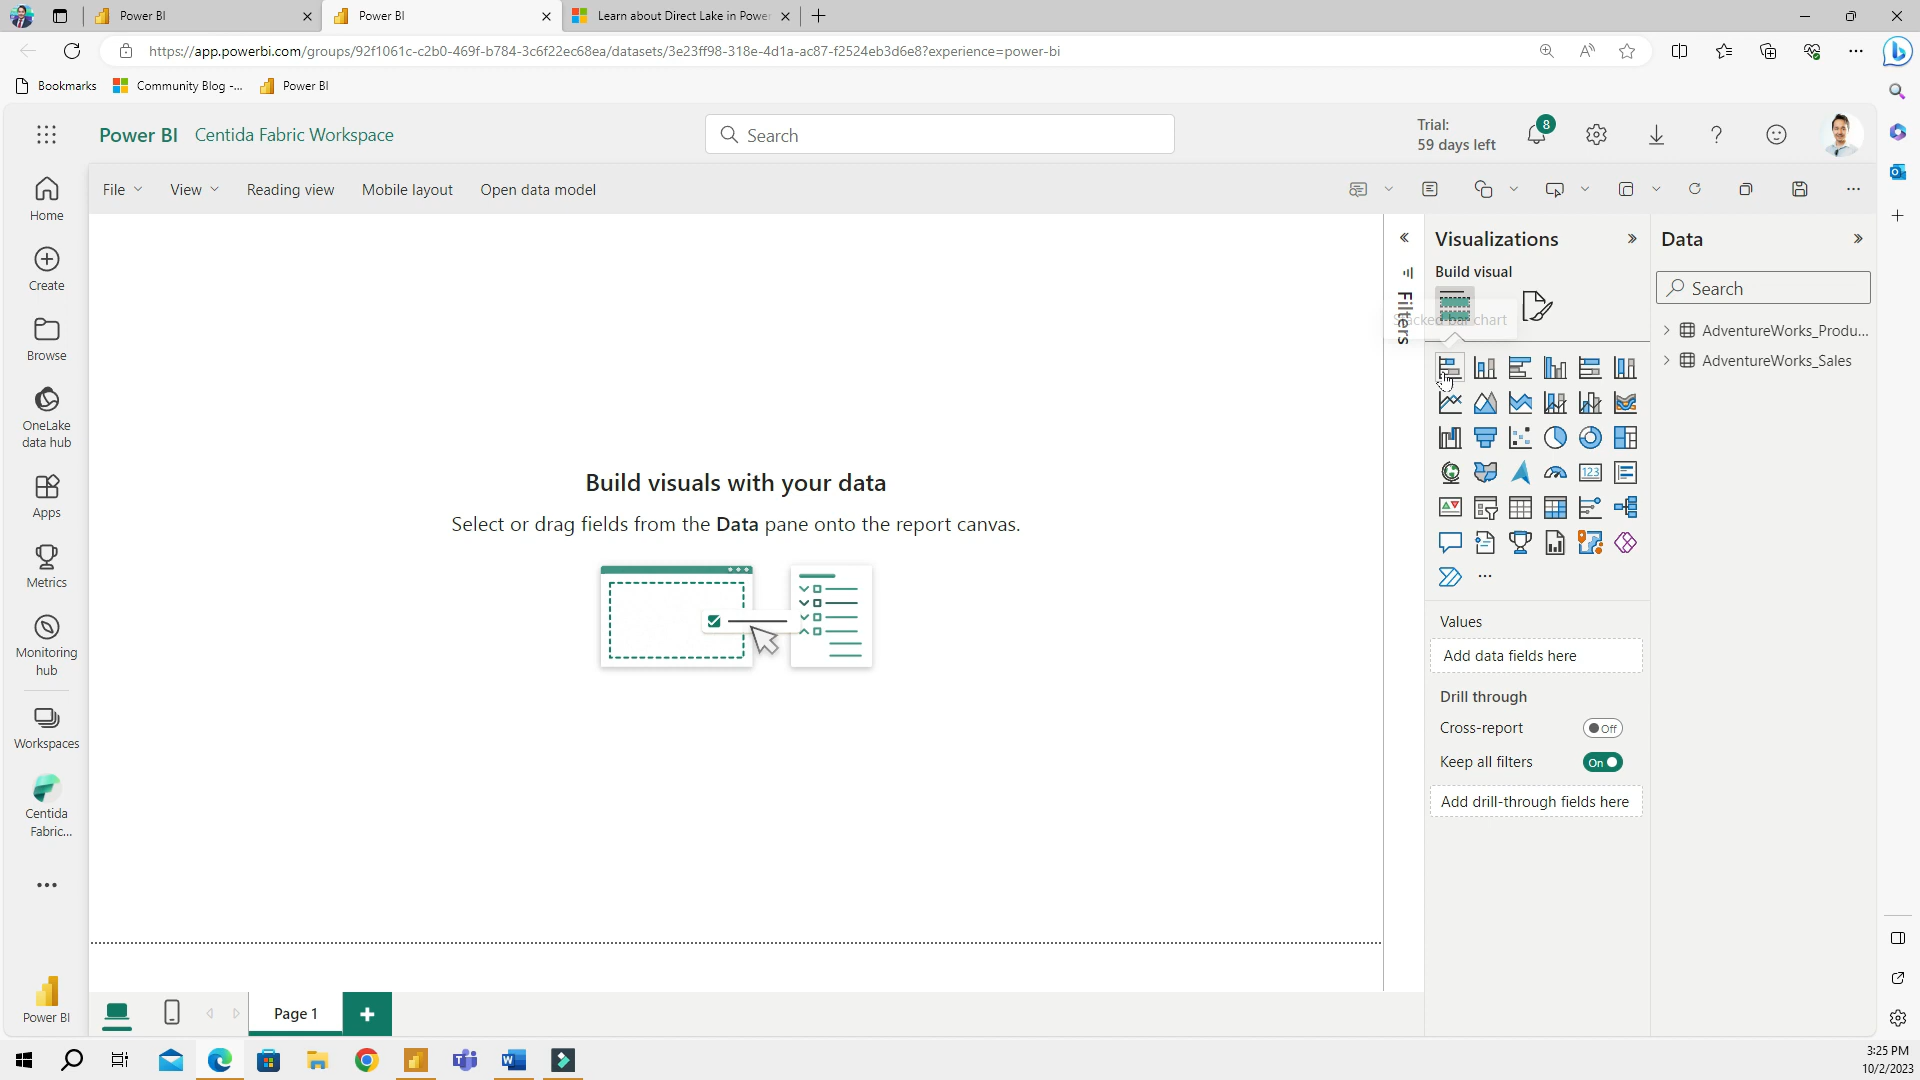 Power BI
Power BI
Learn about Direct Lake in Power
https://app.powerbi.com/groups/92f1061c-c2b0-469f-b784-3c6f22ec68ea/datasets/3e23ff98-318e-4d1a-ac87-f2524eb3d6e8?experience=power-bi
Bookmarks
Community Blog -...
Power BI
Power BI Centida Fabric Workspace
Search
Trial:
59 days left
8
File
View
Reading view
Mobile layout
Open data model
Home
Create
Browse
OneLake
data hub
Apps
Metrics
Monitoring
hub
Workspaces
Centida
Fabric...
Power BI
Build visuals with your data
Select or drag fields from the Data pane onto the report canvas.
Filters
Visualizations
Build visual
Stacked bar chart
123
Values
Add data fields here
Drill through
Cross-report
Off
Keep all filters
On
Add drill-through fields here
Data
Search
AdventureWorks_Produ...
AdventureWorks_Sales
Page 1
3:25 PM
10/2/2023